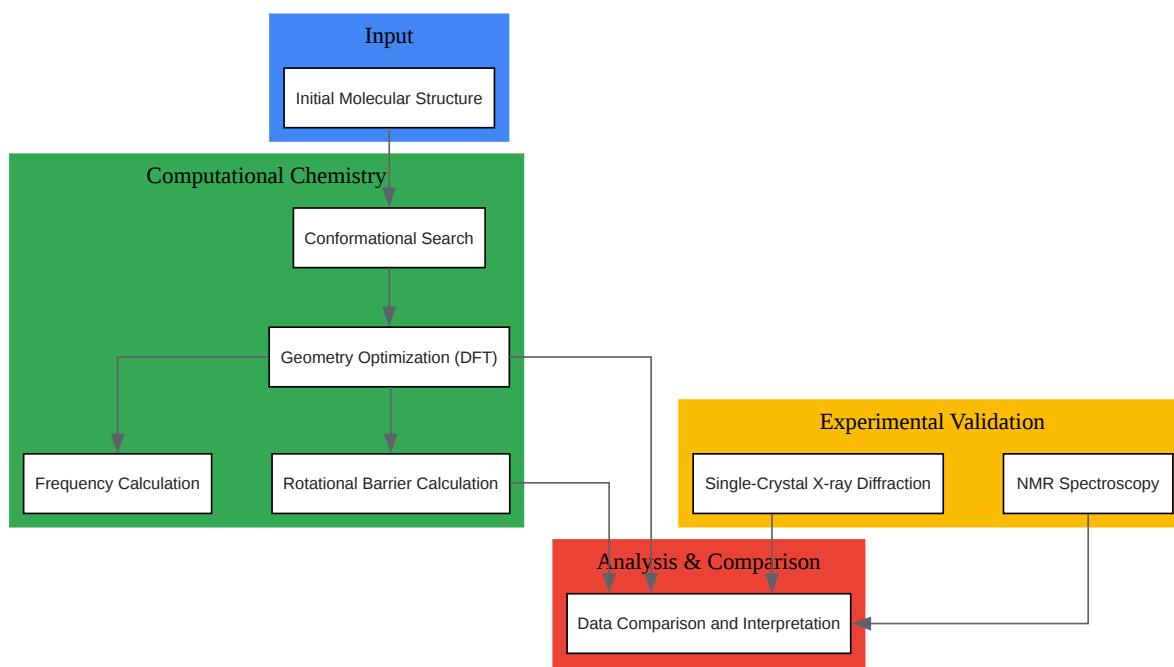 Input
Initial Molecular Structure
Computational Chemistry
Conformational Search
Geometry Optimization (DFT)
Frequency Calculation
Rotational Barrier Calculation
Experimental Validation
Single-Crystal X-ray Diffraction
NMR Spectroscopy
Analysis & Comparison
Data Comparison and Interpretation